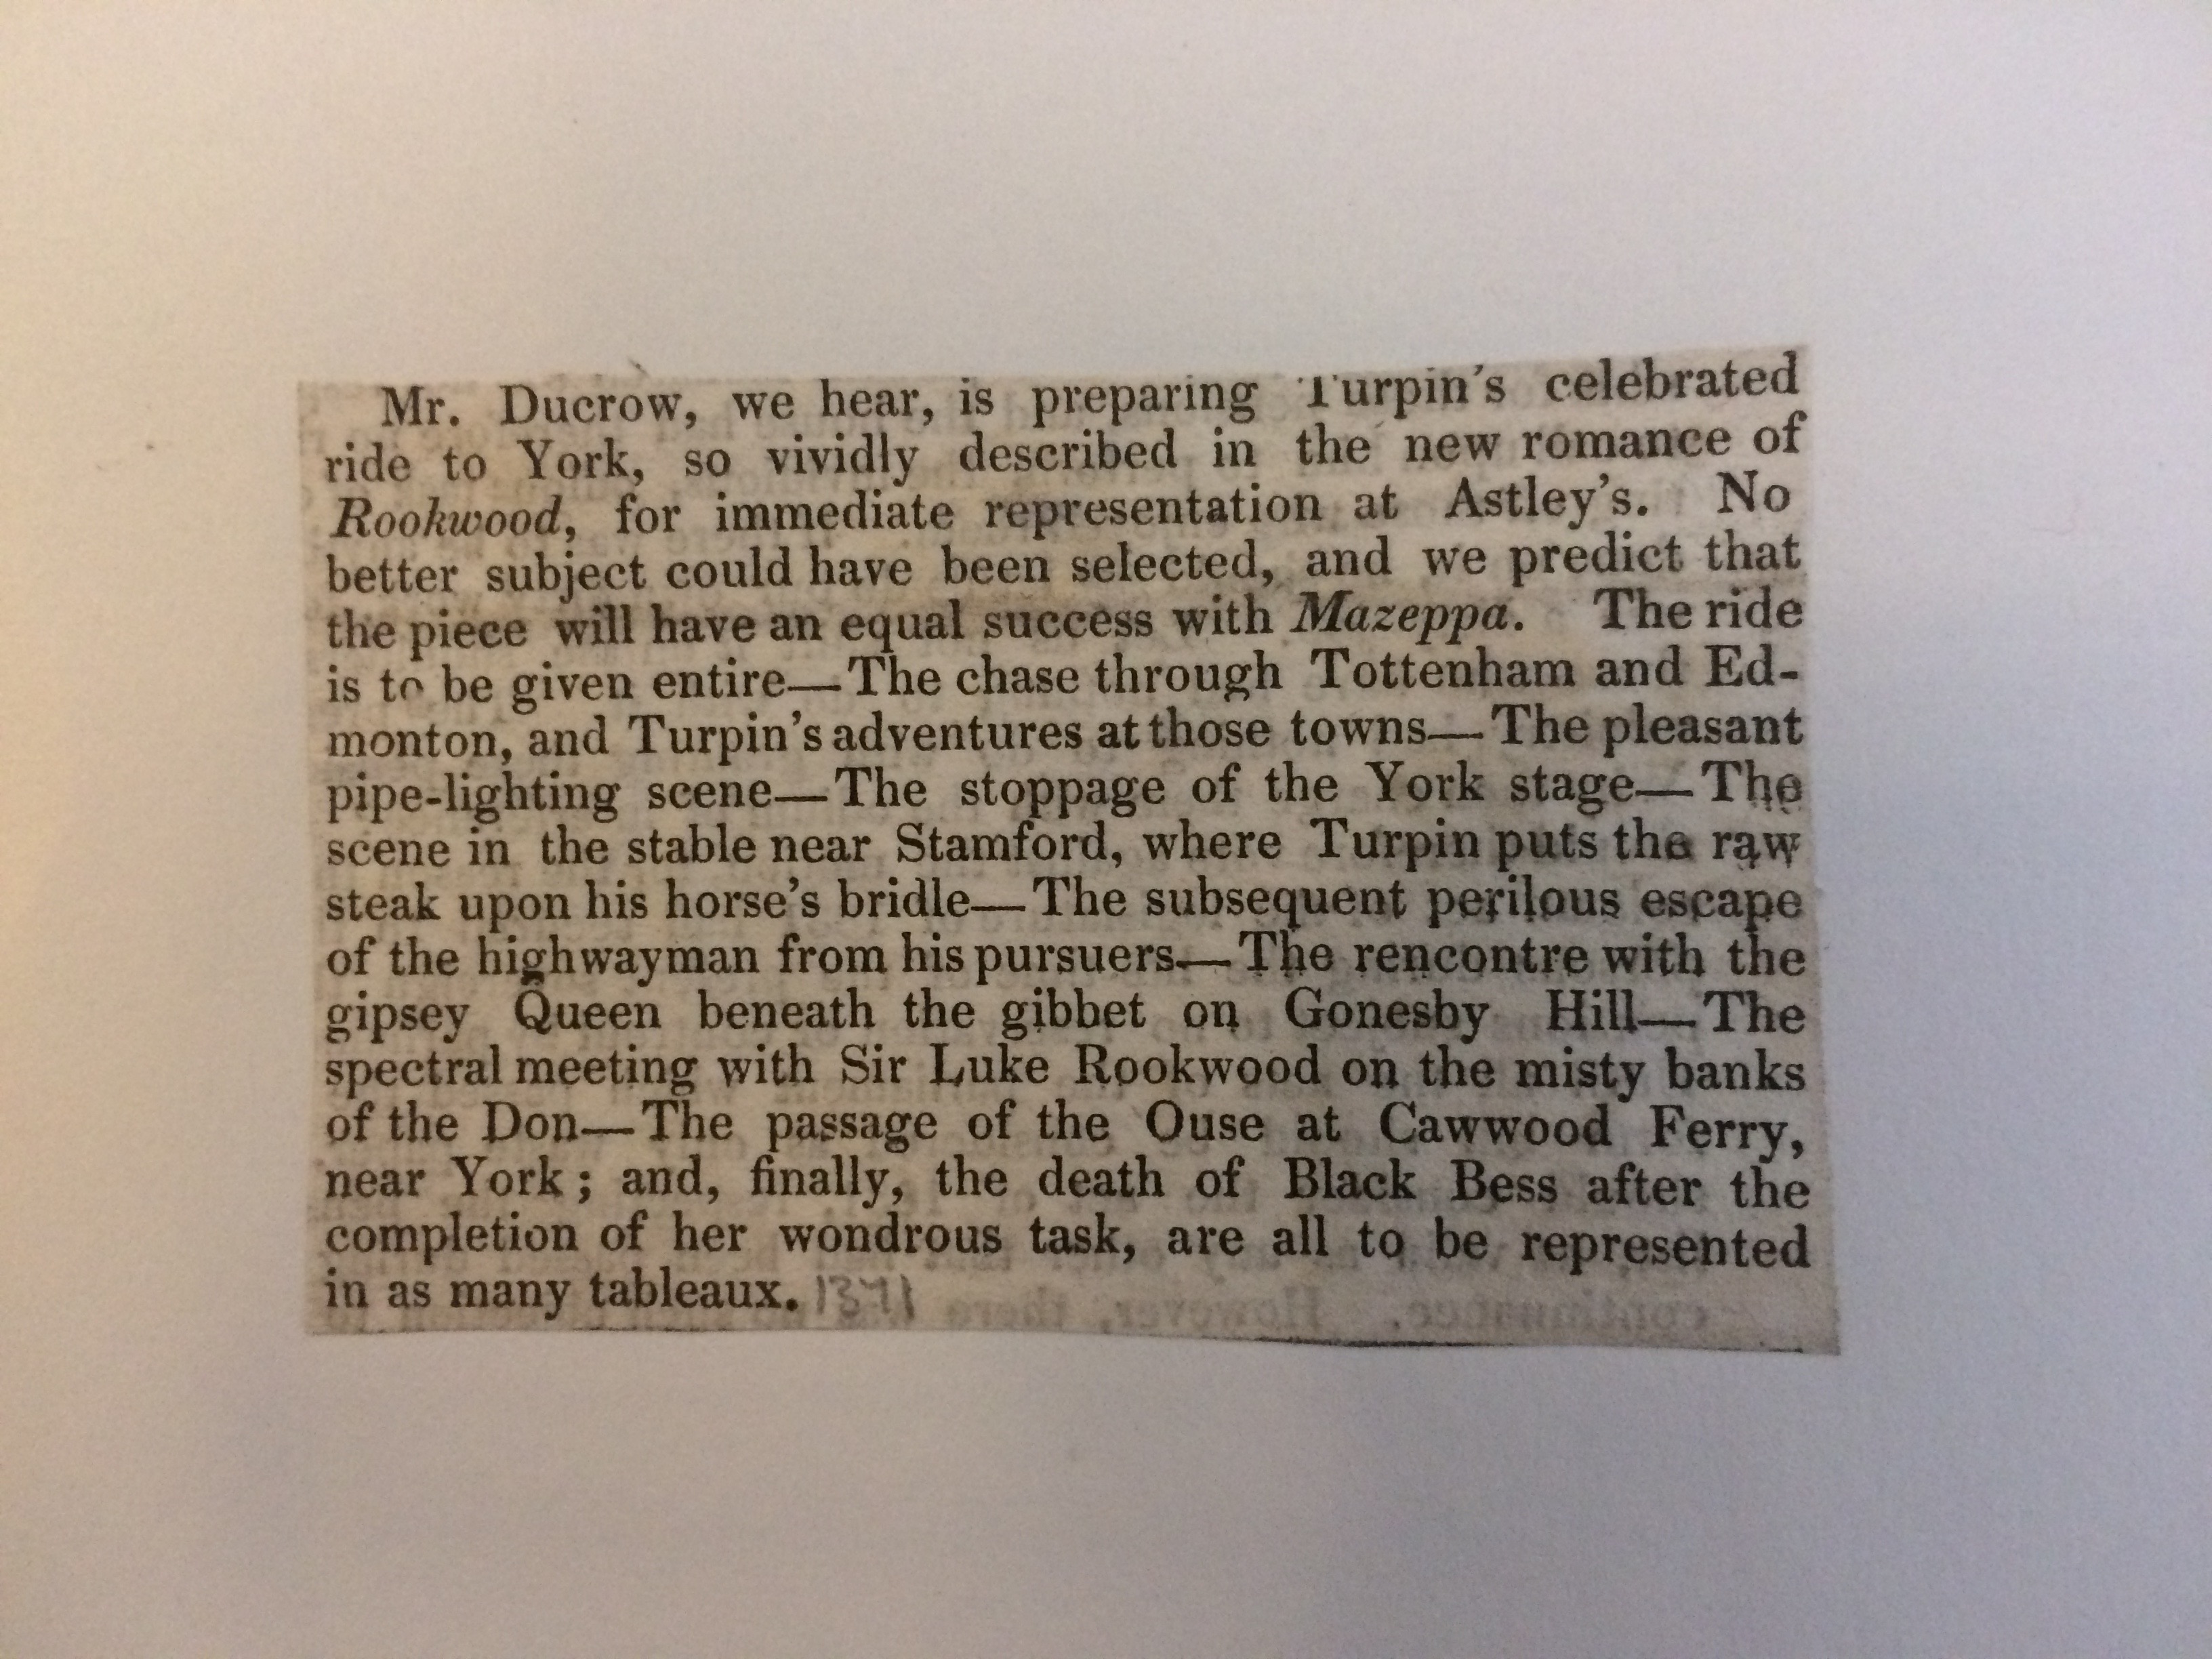 Mr. Ducrow, we hear, is preparing Turpin's celebrated
ride to York, so vividly described in the new romance of
Rookwood, for immediate representation at Astley's. No
better subject could have been selected, and we predict that
the piece will have an equal success with Mazeppa. The ride
is to be given entire—The chase through Tottenham and Ed-
monton, and Turpin's adventures at those towns—The pleasant
pipe-lighting scene—The stoppage of the York stage—The
scene in the stable near Stamford, where Turpin puts the raw
steak upon his horse's bridle—The subsequent perilous escape
of the highwayman from his pursuers—The rencontre with the
gipsey Queen beneath the gibbet on Gonesby Hill—The
spectral meeting with Sir Luke Rookwood on the misty banks
of the Don—The passage of the Ouse at Cawwood Ferry,
near York; and, finally, the death of Black Bess after the
completion of her wondrous task, are all to be represented
in as many tableaux.